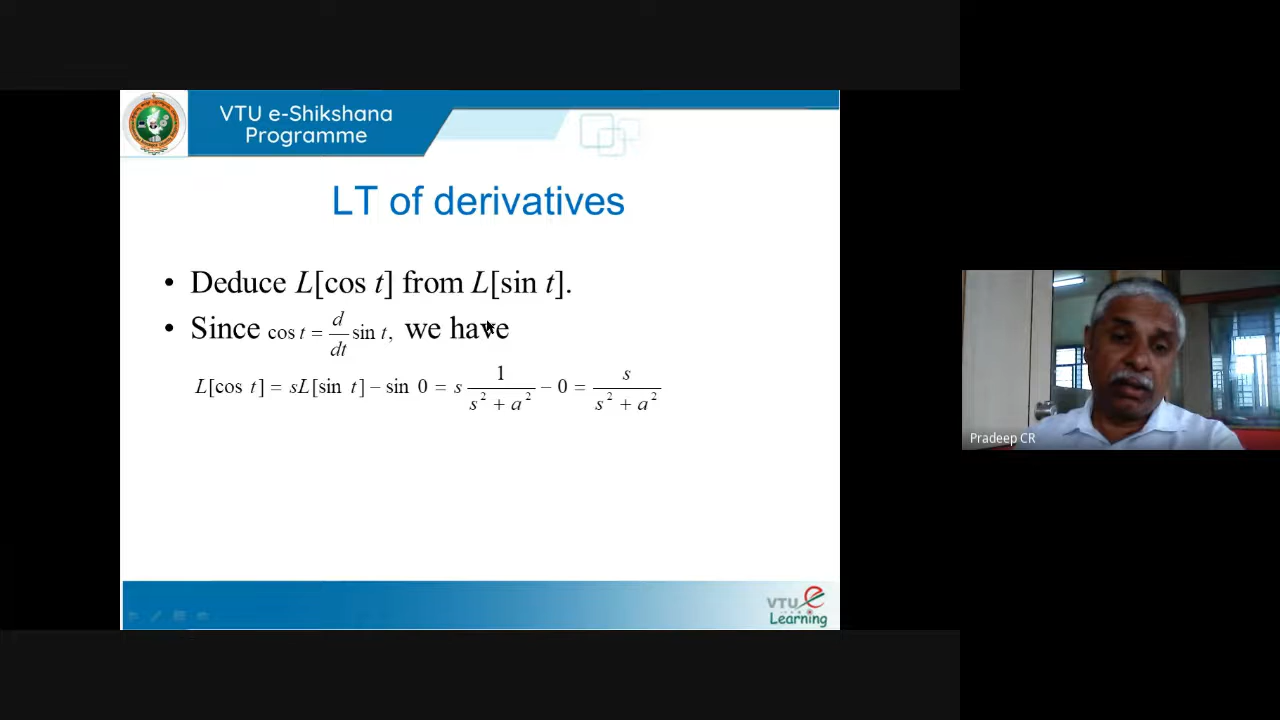 VTU e-Shikshana
Programme
LT of derivatives
• Deduce L[cos t] from L[sin t].
• Since cos t = d/dt sin t, we have
L[cos t] = sL[sin t] − sin 0 = s 1/(s² + a²) − 0 = s/(s² + a²)
Pradeep CR
VTU e
Learning